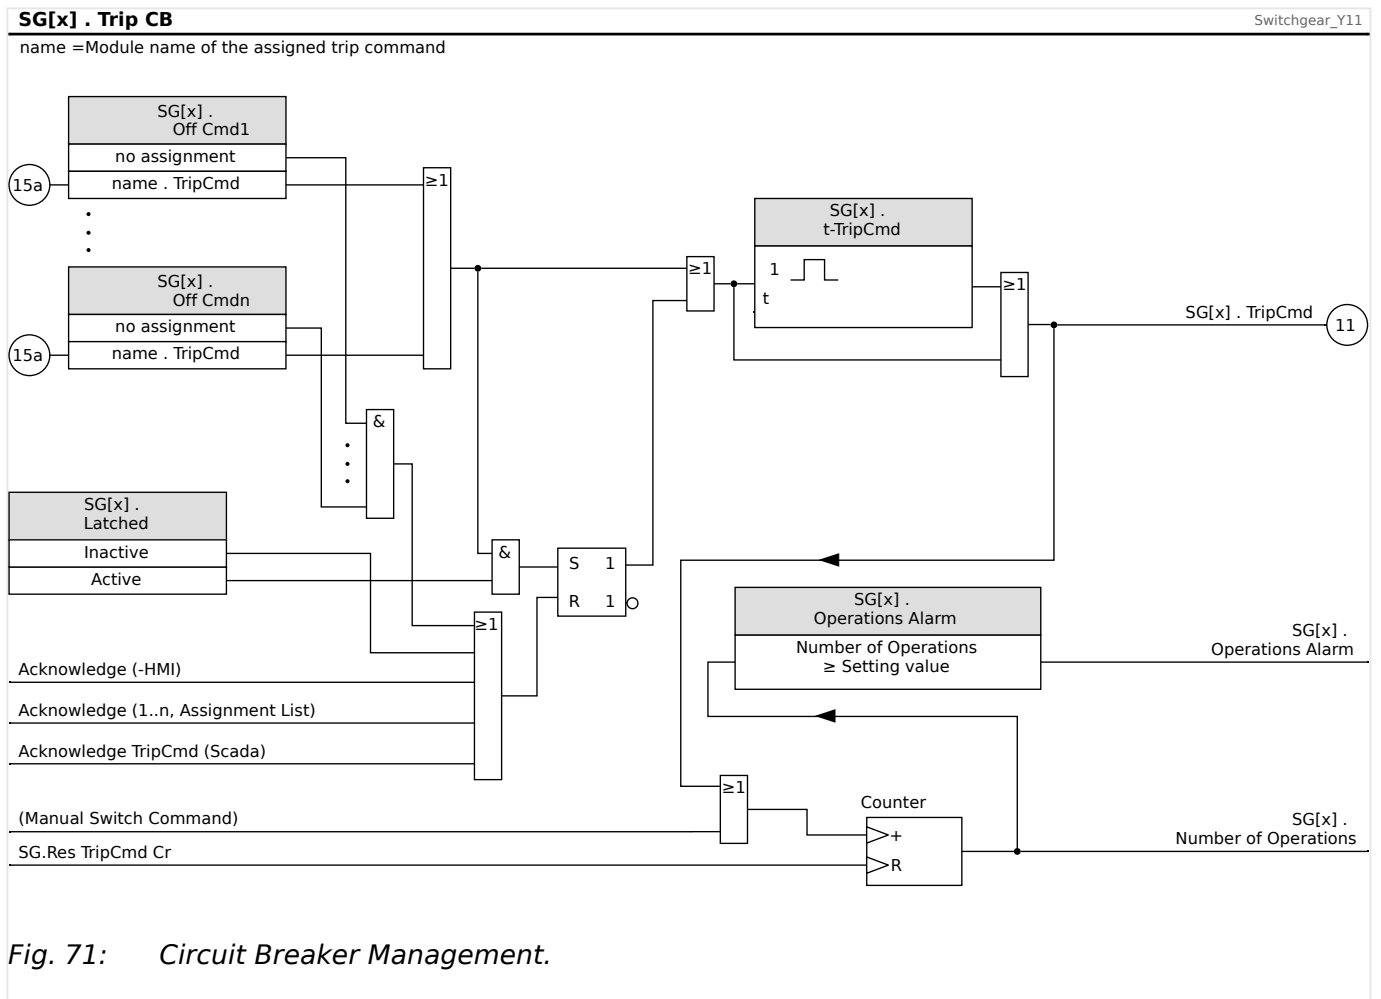 SG[x] . Trip CB
Switchgear_Y11
name =Module name of the assigned trip command
SG[x] .
Off Cmd1
no assignment
15a
name . TripCmd
SG[x] .
Off Cmdn
no assignment
15a
name . TripCmd
≥1
&
SG[x] .
Latched
Inactive
Active
&
S 1
R 1
≥1
Acknowledge (-HMI)
Acknowledge (1..n, Assignment List)
Acknowledge TripCmd (Scada)
≥1
SG[x] .
t-TripCmd
1
t
≥1
SG[x] . TripCmd
11
SG[x] .
Operations Alarm
Number of Operations
≥ Setting value
SG[x] .
Operations Alarm
(Manual Switch Command)
SG.Res TripCmd Cr
≥1
Counter
+
R
SG[x] .
Number of Operations
Fig. 71: Circuit Breaker Management.